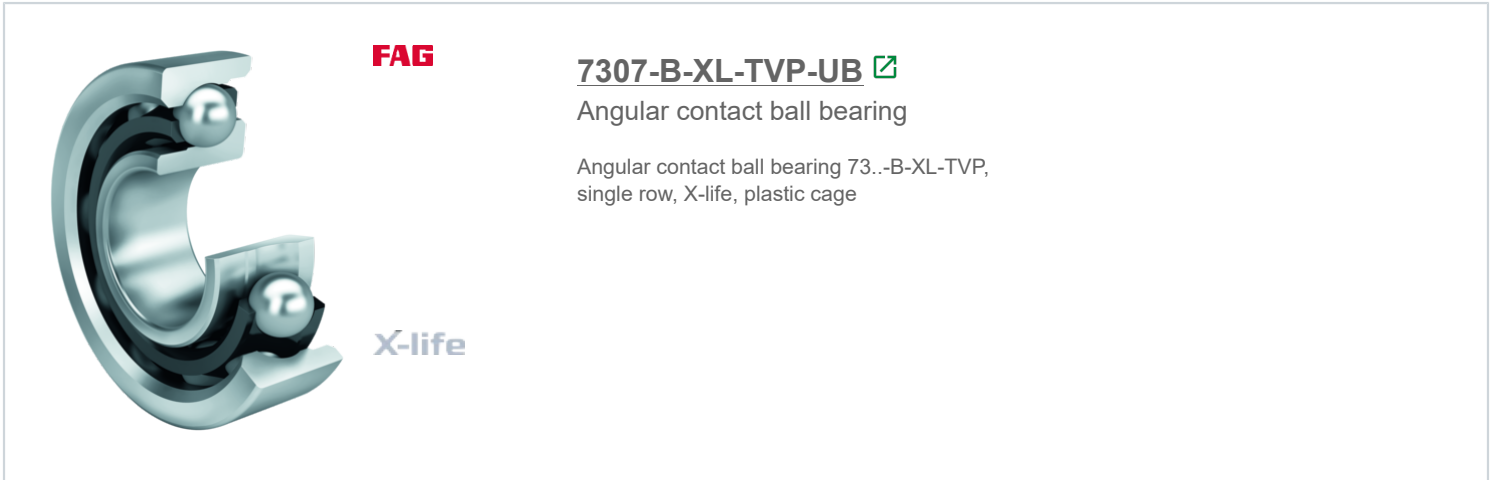 FAG
7307-B-XL-TVP-UB
Angular contact ball bearing
Angular contact ball bearing 73..-B-XL-TVP,
single row, X-life, plastic cage
X-life